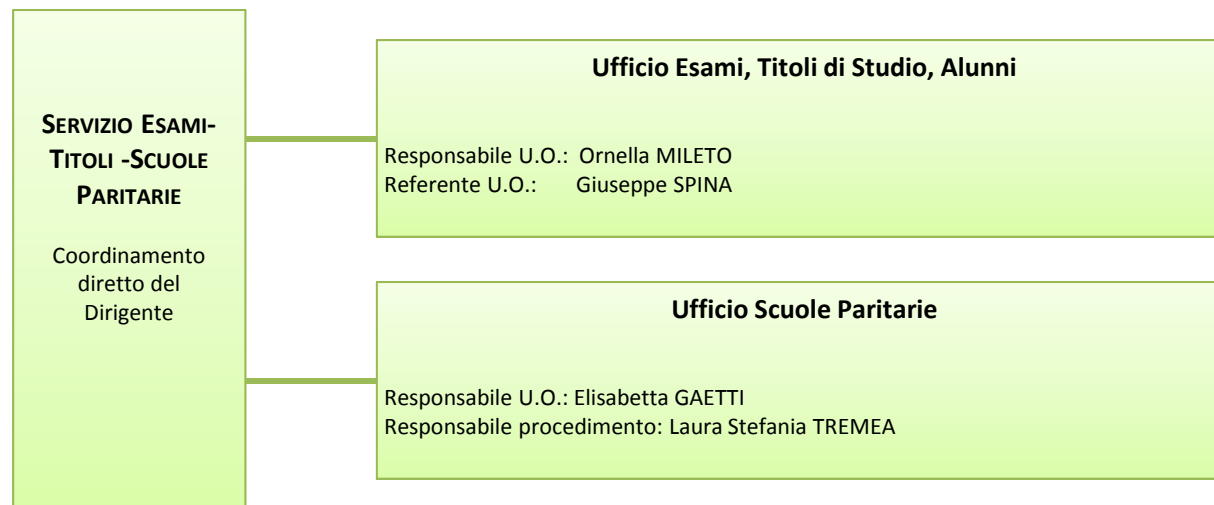 SERVIZIO ESAMI-
TITOLI -SCUOLE
PARITARIE
Coordinamento
diretto del
Dirigente
Ufficio Esami, Titoli di Studio, Alunni
Responsabile U.O.: Ornella MILETO
Referente U.O.: Giuseppe SPINA
Ufficio Scuole Paritarie
Responsabile U.O.: Elisabetta GAETTI
Responsabile procedimento: Laura Stefania TREMEA